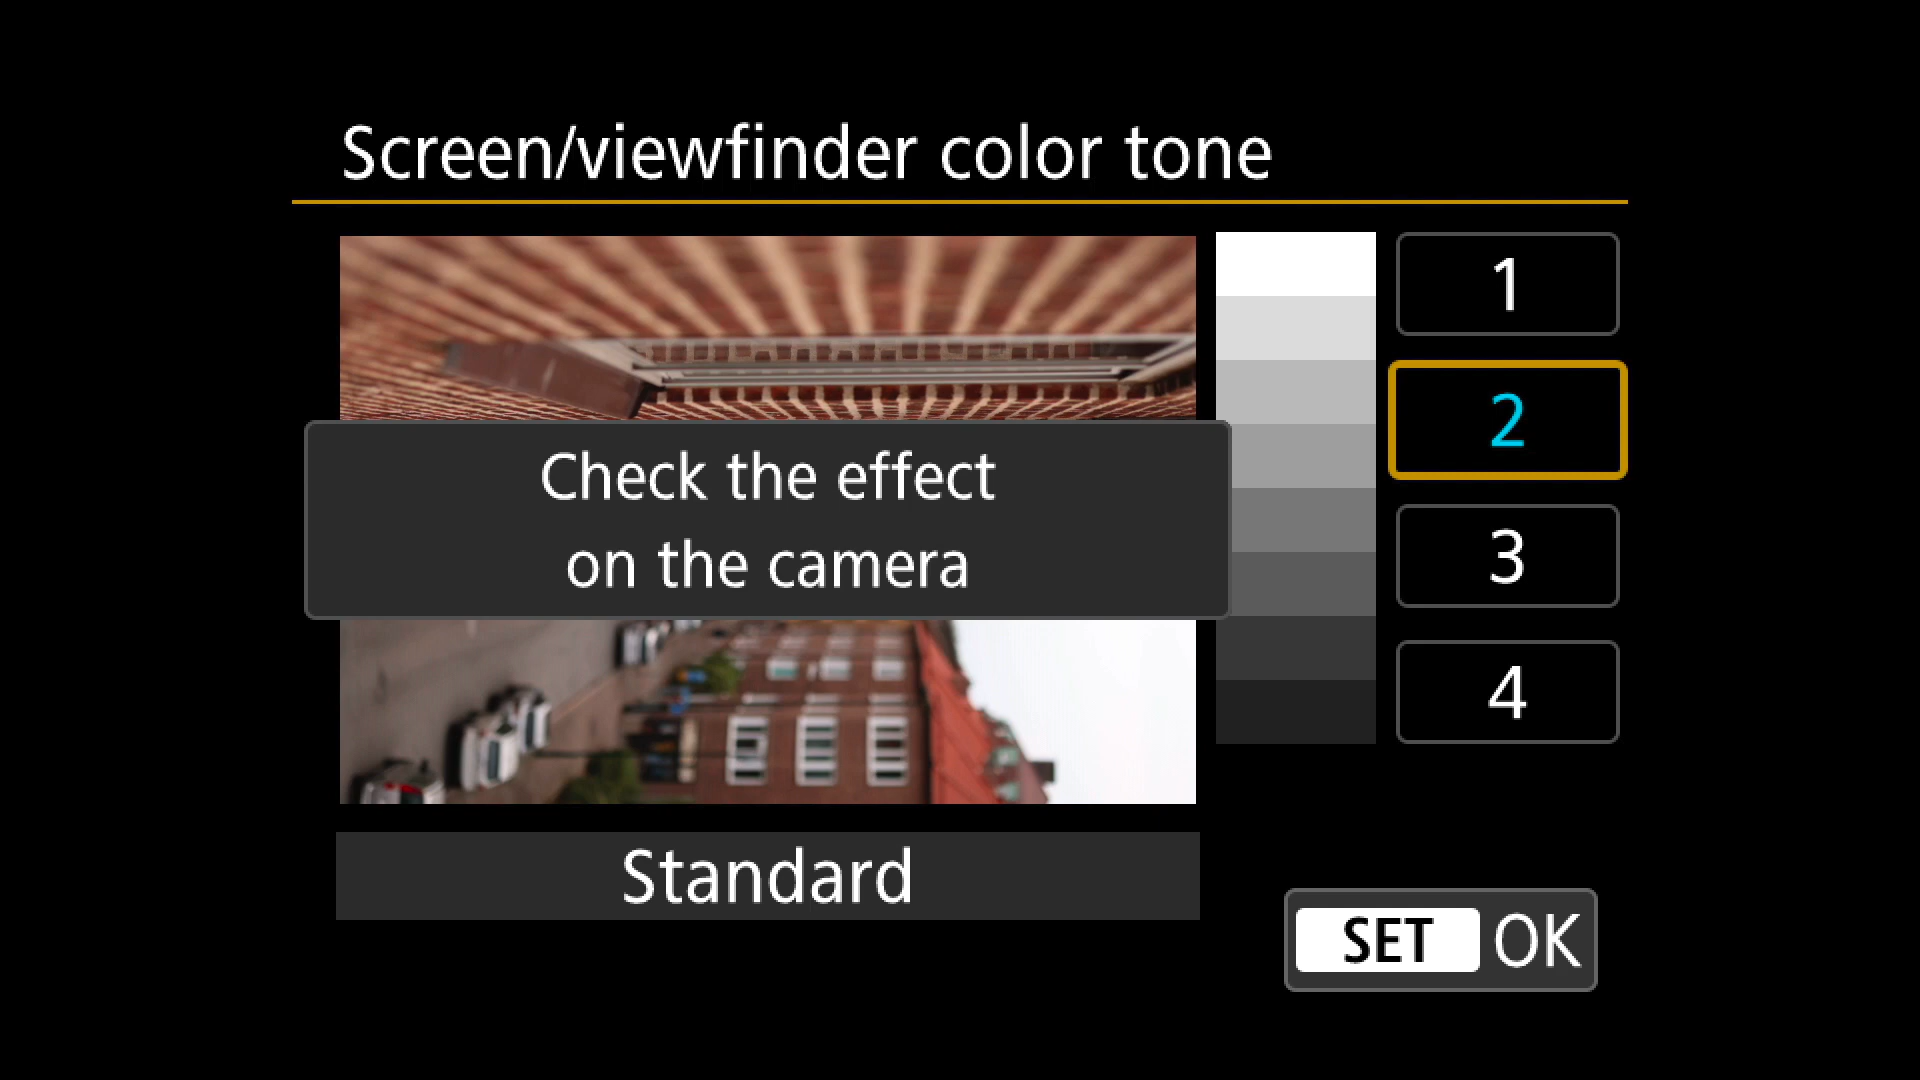 Screen/viewfinder color tone
1
2
3
4
Check the effect
on the camera
Standard
SET OK